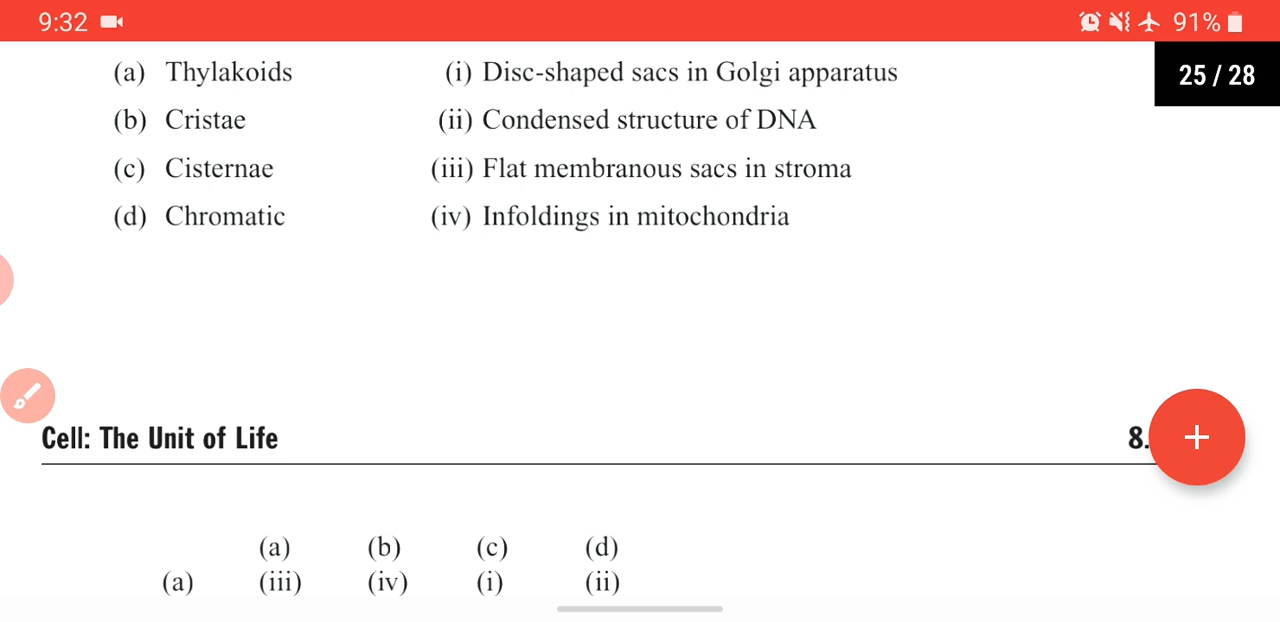 9:32 91%
25 / 28
(a) Thylakoids (i) Disc-shaped sacs in Golgi apparatus
(b) Cristae (ii) Condensed structure of DNA
(c) Cisternae (iii) Flat membranous sacs in stroma
(d) Chromatic (iv) Infoldings in mitochondria
Cell: The Unit of Life 8.
+
(a) (b) (c) (d)
(a) (iii) (iv) (i) (ii)